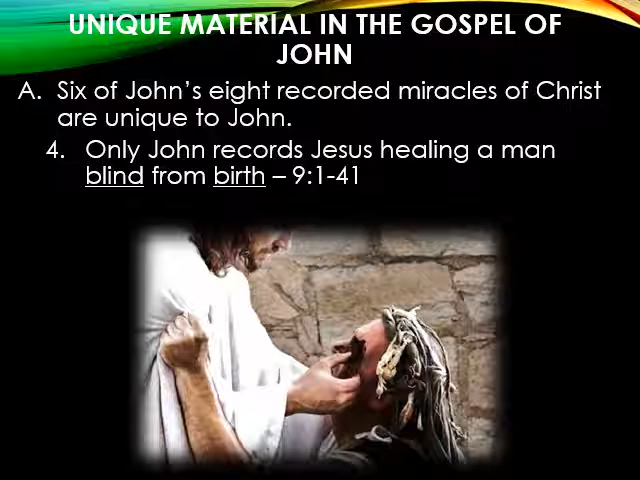 UNIQUE MATERIAL IN THE GOSPEL OF
JOHN
A. Six of John’s eight recorded miracles of Christ
are unique to John.
4. Only John records Jesus healing a man
blind from birth – 9:1-41